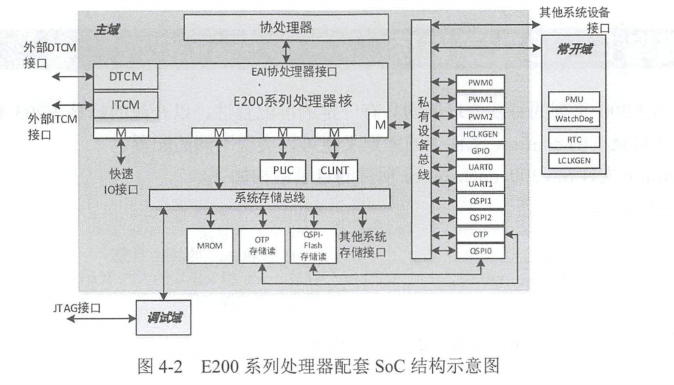 主域
协处理器
其他系统设备
接口
常开域
外部DTCM
接口
DTCM
EAI协处理器接口
E200系列处理器核
ITCM
外部ITCM
接口
M
M
M
M
M
快速
IO接口
PLIC
CLINT
系统存储总线
MROM
OTP
存储读
QSPI-
Flash
存储读
其他系统
存储接口
私有设备总线
PWM0
PWM1
PWM2
HCLKGEN
GPIO
UART0
UART1
QSPI1
QSPI2
OTP
QSPI0
PMU
WatchDog
RTC
LCLKGEN
JTAG接口
调试域
图 4-2 E200 系列处理器配套 SoC 结构示意图